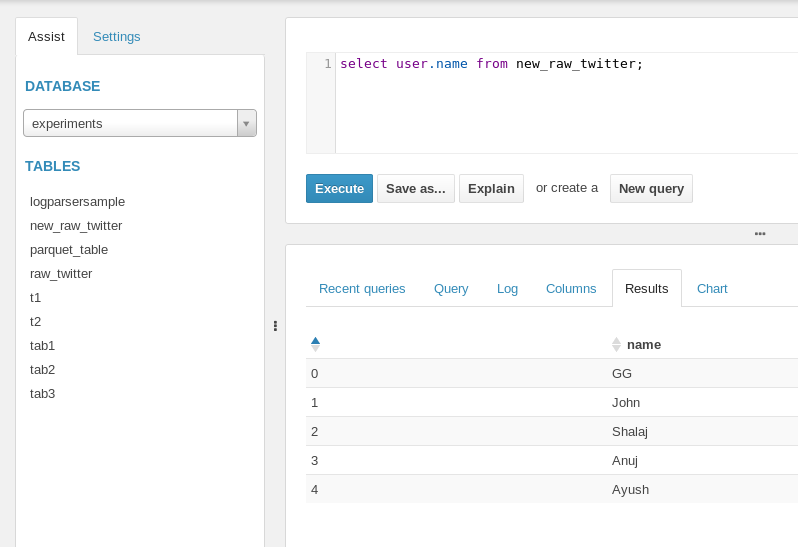 Assist Settings
DATABASE
experiments
TABLES
logparsersample
new_raw_twitter
parquet_table
raw_twitter
t1
t2
tab1
tab2
tab3
1 select user.name from new_raw_twitter;
Execute Save as... Explain or create a New query
Recent queries Query Log Columns Results Chart
name
0 GG
1 John
2 Shalaj
3 Anuj
4 Ayush